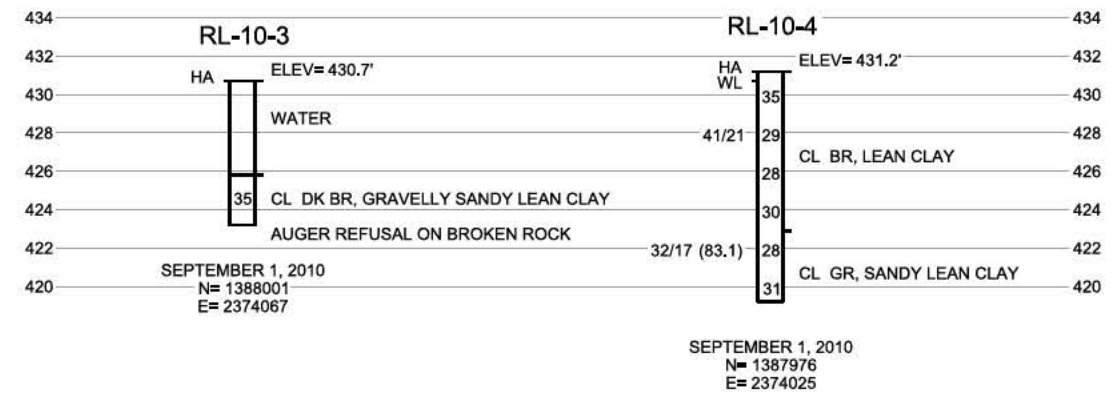 434
432
430
428
426
424
422
420
RL-10-3
HA
ELEV= 430.7'
WATER
35
CL DK BR, GRAVELLY SANDY LEAN CLAY
AUGER REFUSAL ON BROKEN ROCK
SEPTEMBER 1, 2010
N= 1388001
E= 2374067
RL-10-4
HA
WL
ELEV= 431.2'
35
41/21
29
CL BR, LEAN CLAY
28
30
32/17 (83.1)
28
CL GR, SANDY LEAN CLAY
31
SEPTEMBER 1, 2010
N= 1387976
E= 2374025
434
432
430
428
426
424
422
420